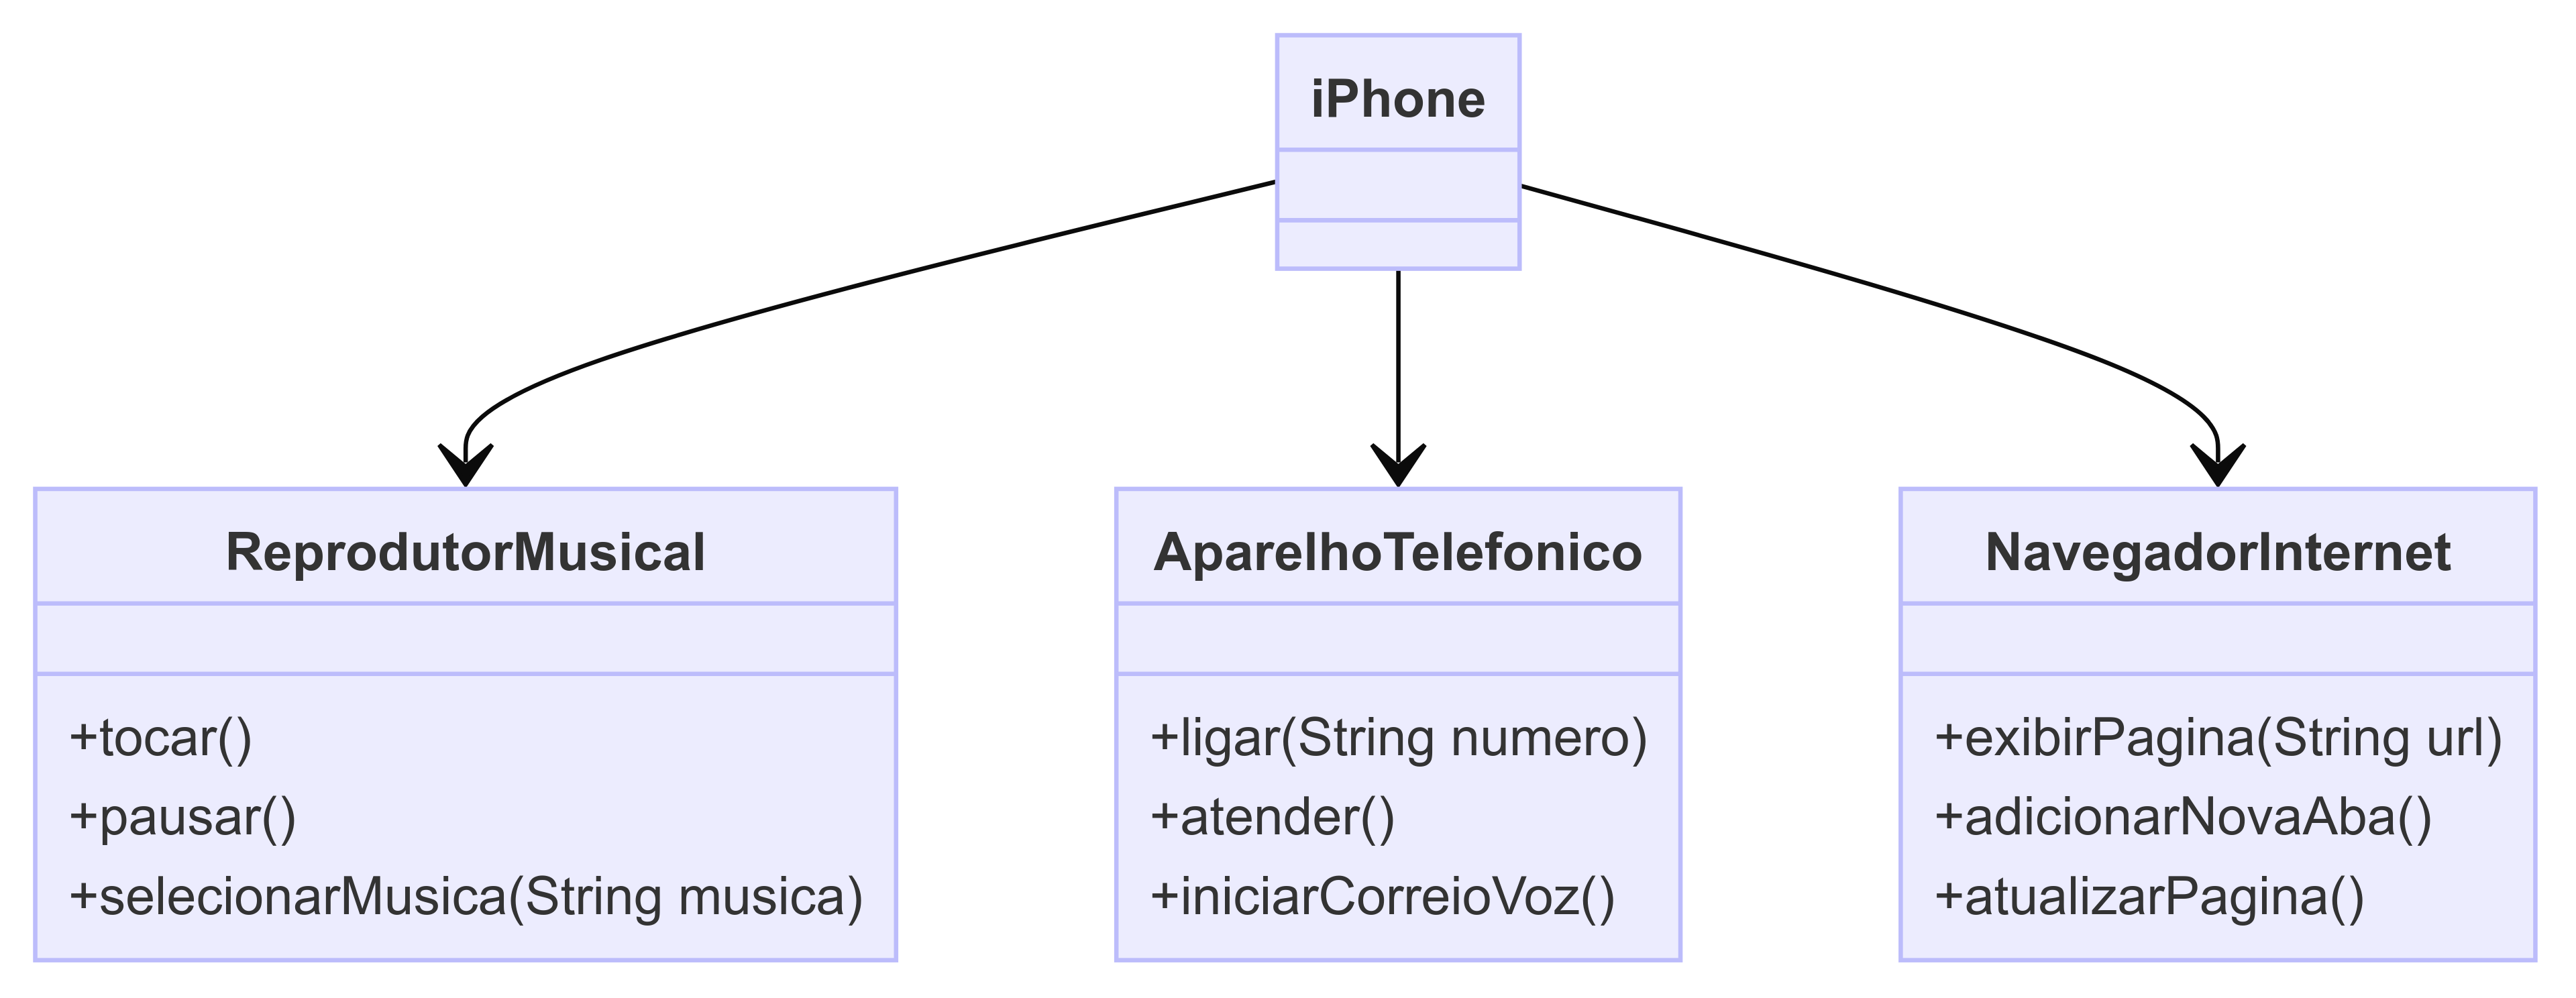 iPhone
ReprodutorMusical
+tocar()
+pausar()
+selecionarMusica(String musica)
AparelhoTelefonico
+ligar(String numero)
+atender()
+iniciarCorreioVoz()
NavegadorInternet
+exibirPagina(String url)
+adicionarNovaAba()
+atualizarPagina()